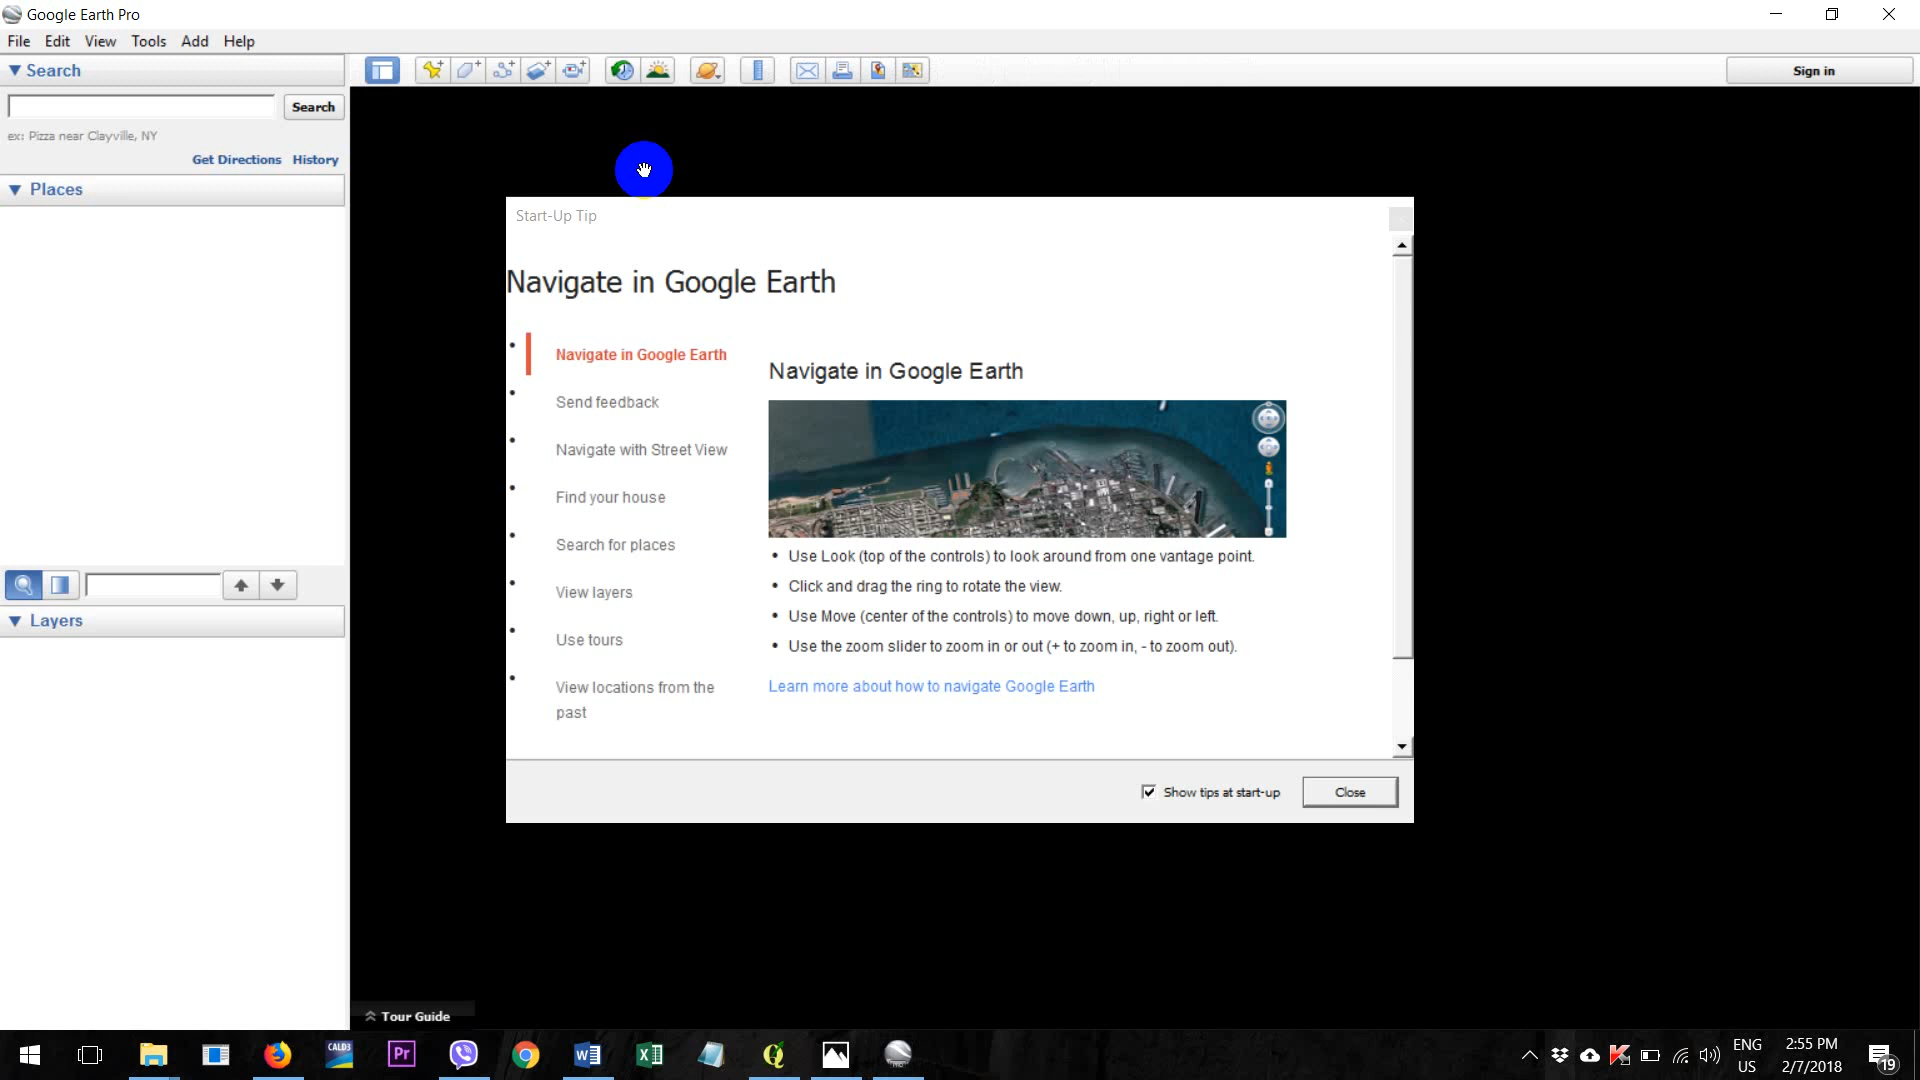 Google Earth Pro
File Edit View Tools Add Help
Search
Sign in
Search
ex: Pizza near Clayville, NY
Get Directions History
Places
Start-Up Tip
Navigate in Google Earth
Navigate in Google Earth
Send feedback
Navigate with Street View
Find your house
Search for places
View layers
Use tours
View locations from the
past
Navigate in Google Earth
• Use Look (top of the controls) to look around from one vantage point.
• Click and drag the ring to rotate the view.
• Use Move (center of the controls) to move down, up, right or left.
• Use the zoom slider to zoom in or out (+ to zoom in, - to zoom out).
Learn more about how to navigate Google Earth
Show tips at start-up
Close
Layers
Tour Guide
CALD3
Pr
ENG
US
2:55 PM
2/7/2018
19